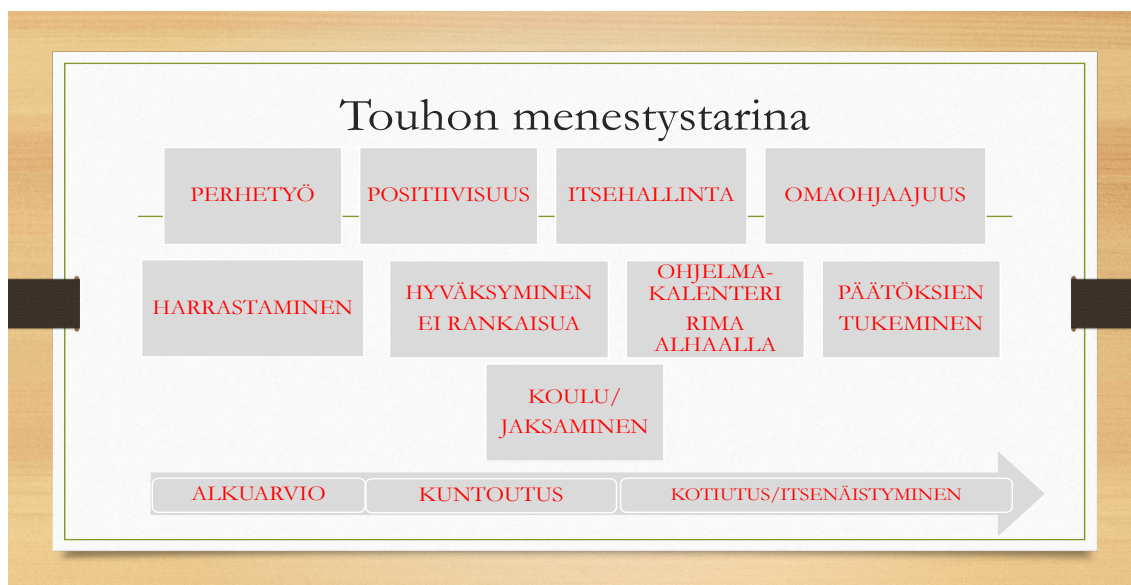 Touhon menestystarina
PERHETYÖ
POSITIIVISUUS
ITSEHALLINTA
OMAOHJAAJUUS
HARRASTAMINEN
HYVÄKSYMINEN
EI RANKAISUA
OHJELMA-
KALENTERI
RIMA
ALHAALLA
PÄÄTÖKSIEN
TUKEMINEN
KOULU/
JAKSAMINEN
ALKUARVIO
KUNTOUTUS
KOTIUTUS/ITSENÄISTYMINEN